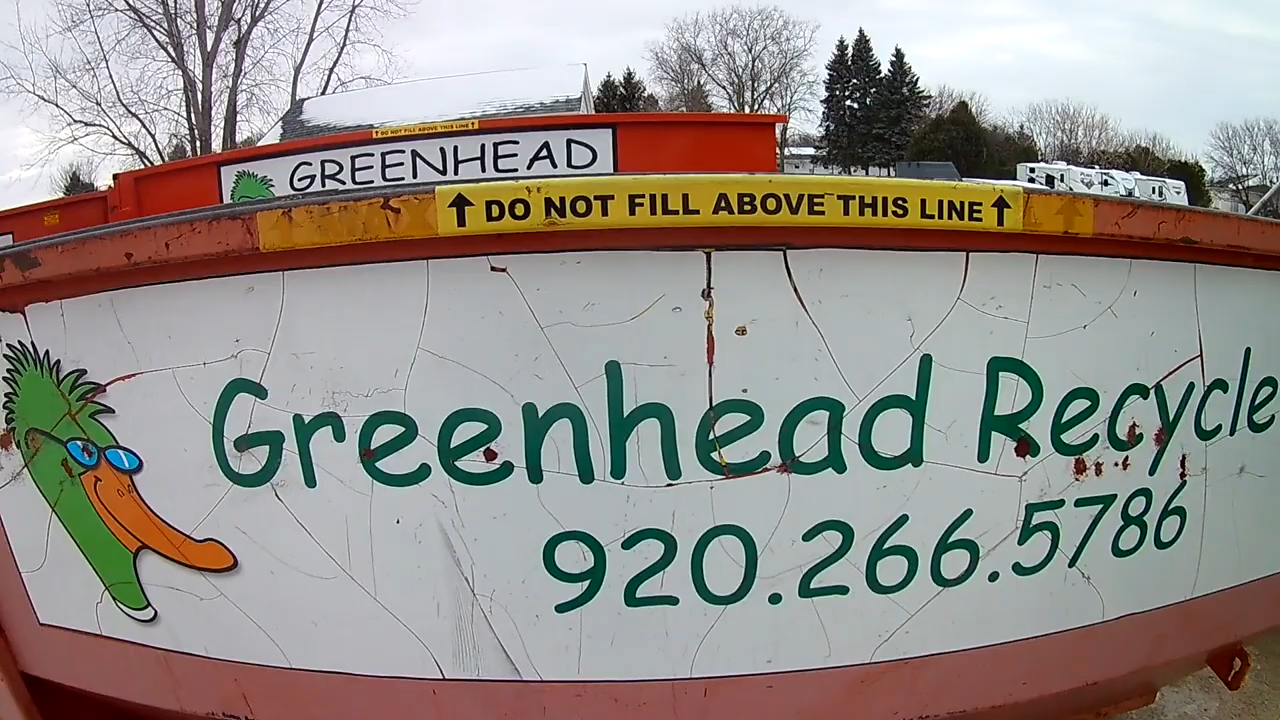 ↑ DO NOT FILL ABOVE THIS LINE ↑
GREENHEAD
↑ DO NOT FILL ABOVE THIS LINE ↑
Greenhead Recycle
920.266.5786